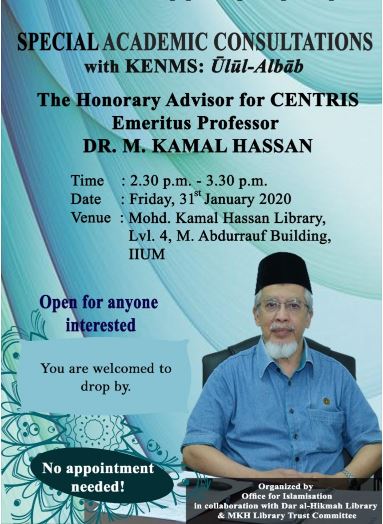 SPECIAL ACADEMIC CONSULTATIONS
with KENMS: Ūlūl-Albāb
The Honorary Advisor for CENTRIS
Emeritus Professor
DR. M. KAMAL HASSAN
Time : 2.30 p.m. - 3.30 p.m.
Date : Friday, 31st January 2020
Venue : Mohd. Kamal Hassan Library,
Lvl. 4, M. Abdurrauf Building,
IIUM
Open for anyone
interested
You are welcomed to
drop by.
No appointment
needed!
Organized by
Office for Islamisation
in collaboration with Dar al-Hikmah Library
& MKH Library Trust Committee